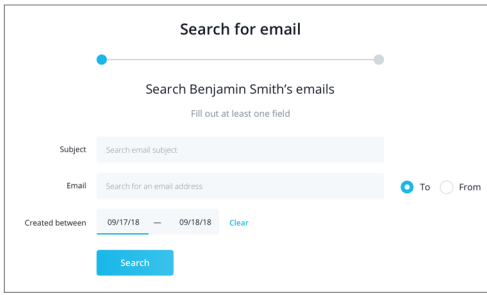 Search for email
Search Benjamin Smith's emails
Fill out at least one field
Subject Search email subject
Email Search for an email address To From
Created between 09/17/18 — 09/18/18 Clear
Search